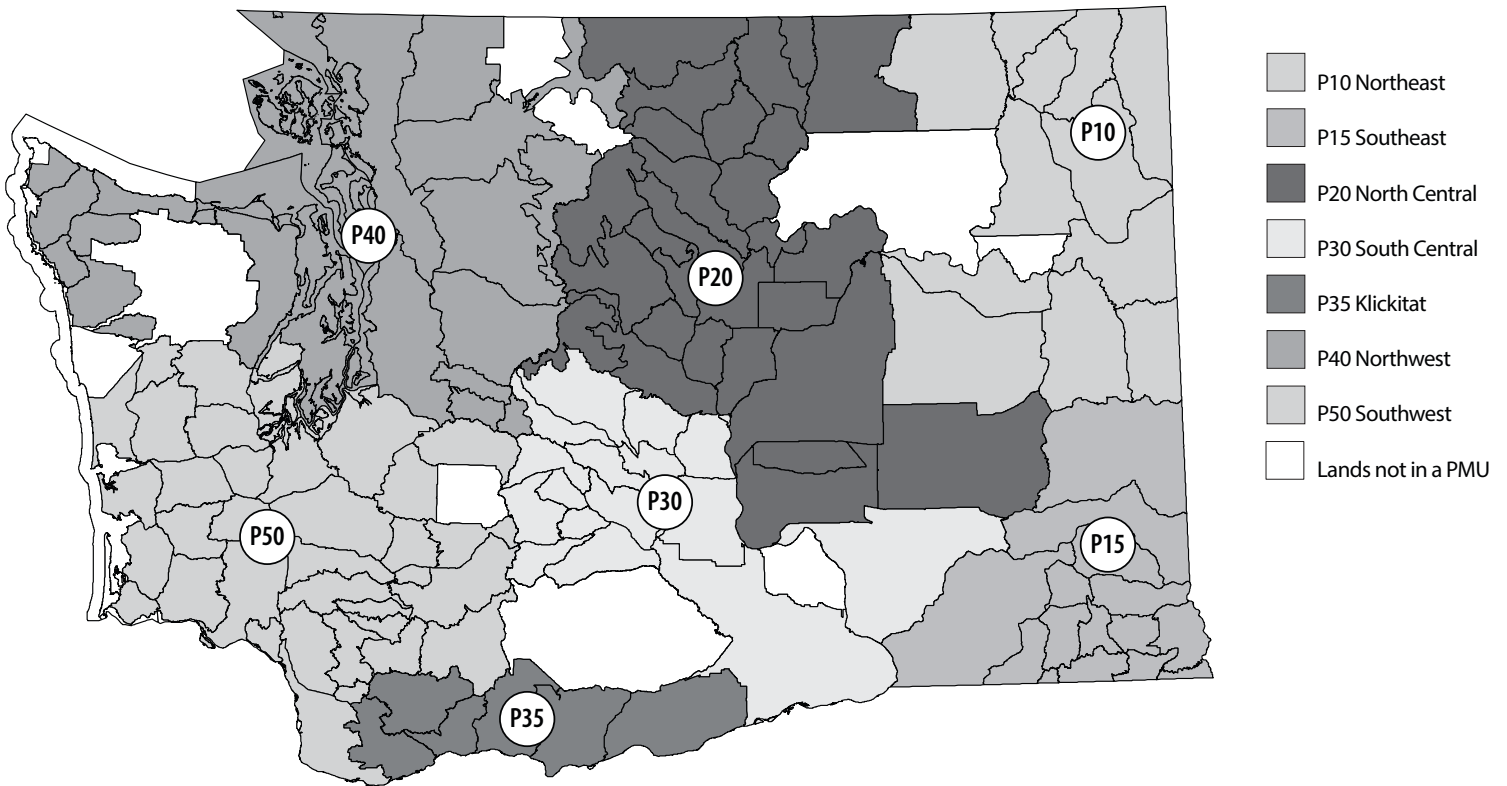 P10
P40
P20
P30
P50
P15
P35
P10 Northeast
P15 Southeast
P20 North Central
P30 South Central
P35 Klickitat
P40 Northwest
P50 Southwest
Lands not in a PMU